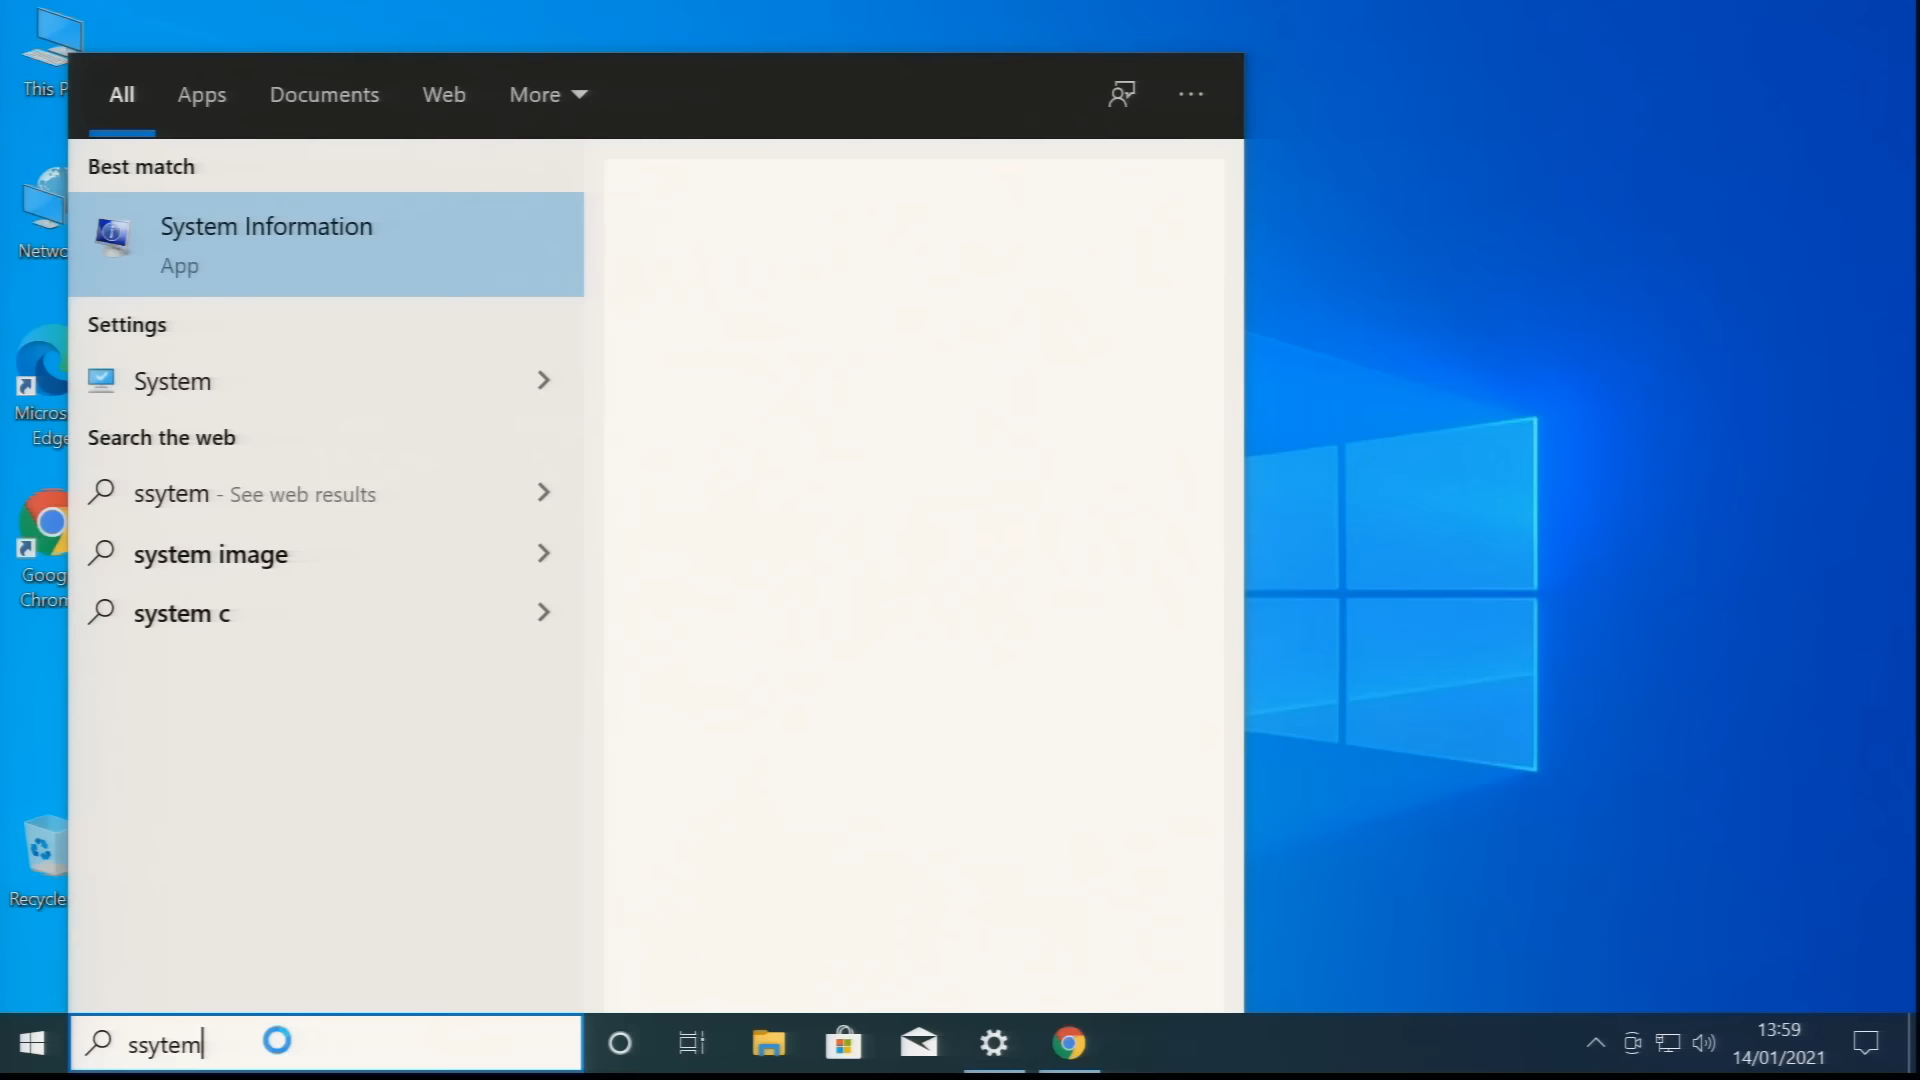 This P
Netwo
Micros
Edge
Goog
Chrom
Recycle
All Apps Documents Web More
Best match
System Information
App
Settings
System
Search the web
ssytem - See web results
system image
system c
ssytem
13:59
14/01/2021